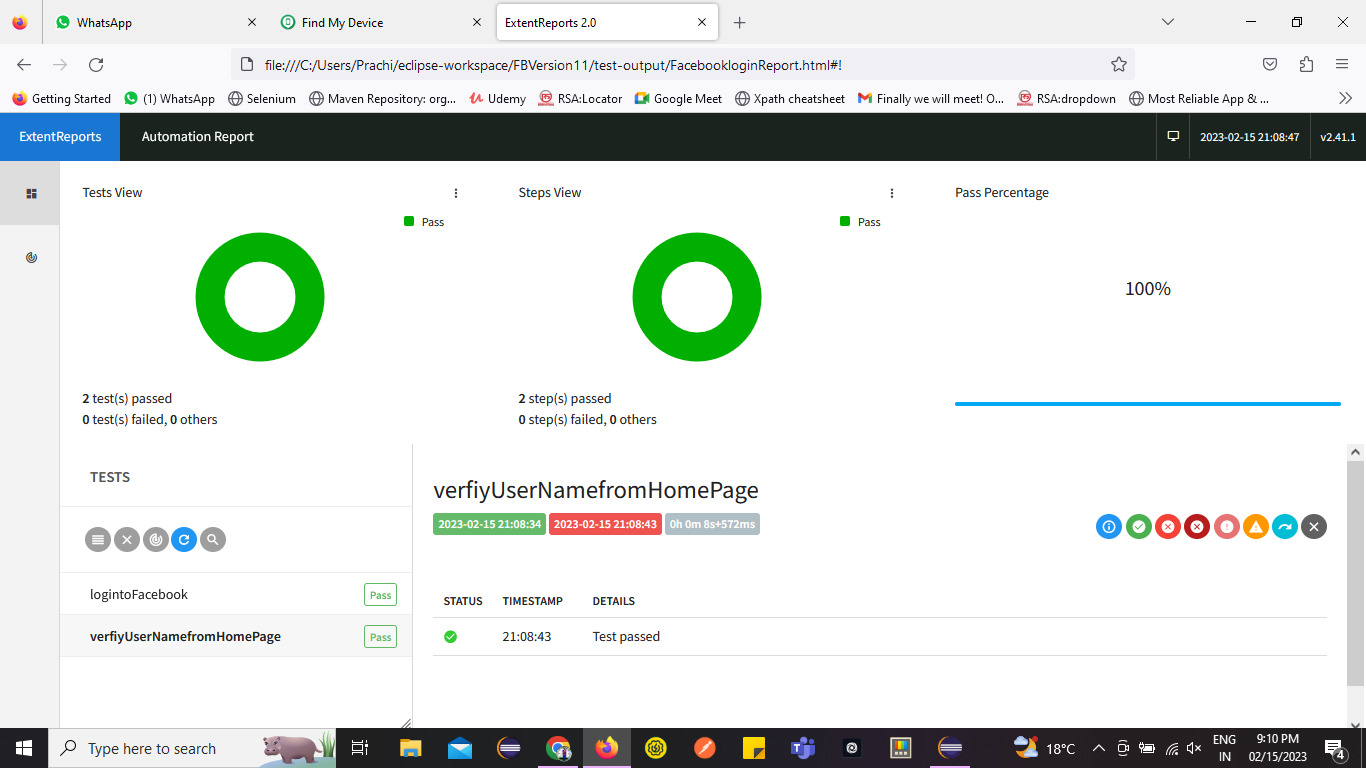 WhatsApp
Find My Device
ExtentReports 2.0
file:///C:/Users/Prachi/eclipse-workspace/FBVersion11/test-output/FacebookloginReport.html#!
Getting Started (1) WhatsApp Selenium Maven Repository: org... Udemy RSA:Locator Google Meet Xpath cheatsheet Finally we will meet! O... RSA:dropdown Most Reliable App & ...
ExtentReports Automation Report 2023-02-15 21:08:47 v2.41.1
Tests View
Pass
2 test(s) passed
0 test(s) failed, 0 others
Steps View
Pass
2 step(s) passed
0 step(s) failed, 0 others
Pass Percentage
100%
TESTS
logintoFacebook Pass
verfiyUserNamefromHomePage Pass
verfiyUserNamefromHomePage
2023-02-15 21:08:34 2023-02-15 21:08:43 0h 0m 8s+572ms
STATUS TIMESTAMP DETAILS
21:08:43 Test passed
Type here to search
18°C
ENG
IN
9:10 PM
02/15/2023
4